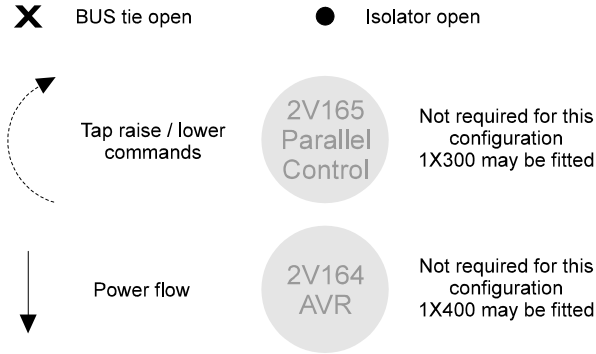 BUS tie open
Isolator open
Tap raise / lower
commands
2V165
Parallel
Control
Not required for this
configuration
1X300 may be fitted
Power flow
2V164
AVR
Not required for this
configuration
1X400 may be fitted